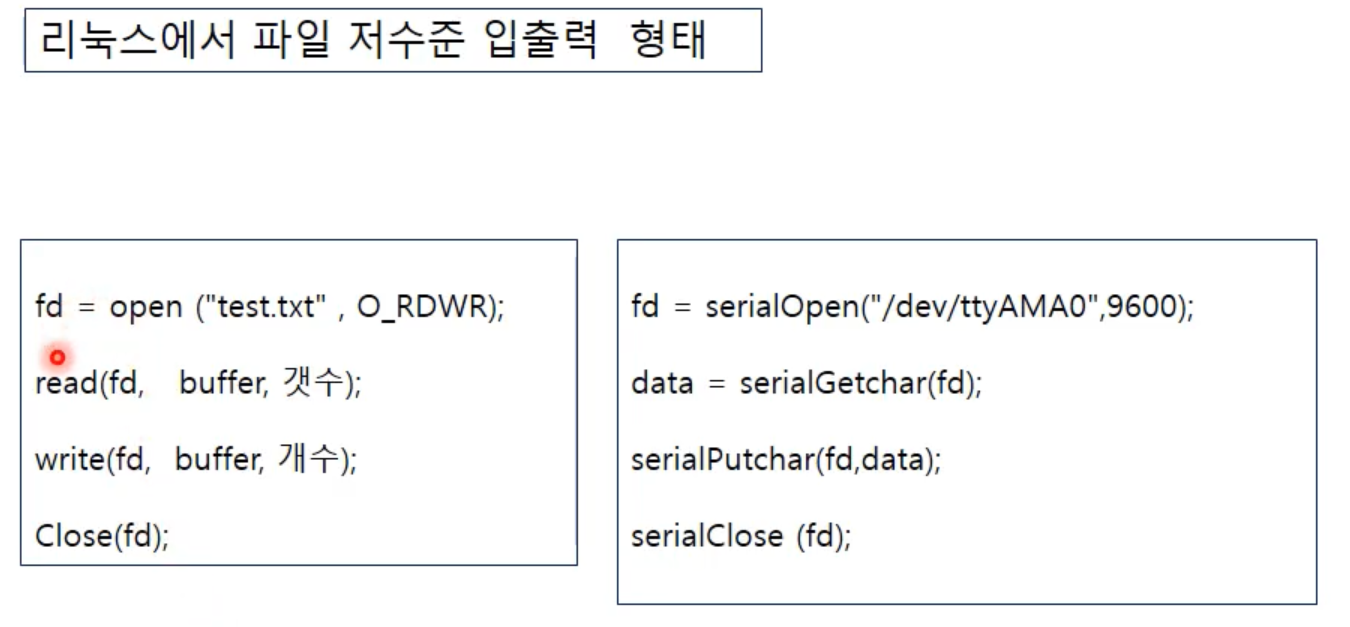 리눅스에서 파일 저수준 입출력 형태
fd = open ("test.txt" , O_RDWR);
read(fd, buffer, 갯수);
write(fd, buffer, 개수);
Close(fd);
fd = serialOpen("/dev/ttyAMA0",9600);
data = serialGetchar(fd);
serialPutchar(fd,data);
serialClose (fd);